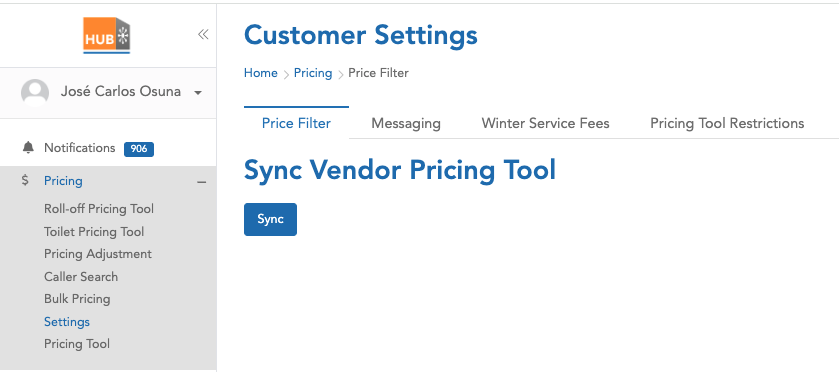 HUB
José Carlos Osuna
Notifications 906
$ Pricing
Roll-off Pricing Tool
Toilet Pricing Tool
Pricing Adjustment
Caller Search
Bulk Pricing
Settings
Pricing Tool
Customer Settings
Home > Pricing > Price Filter
Price Filter Messaging Winter Service Fees Pricing Tool Restrictions
Sync Vendor Pricing Tool
Sync